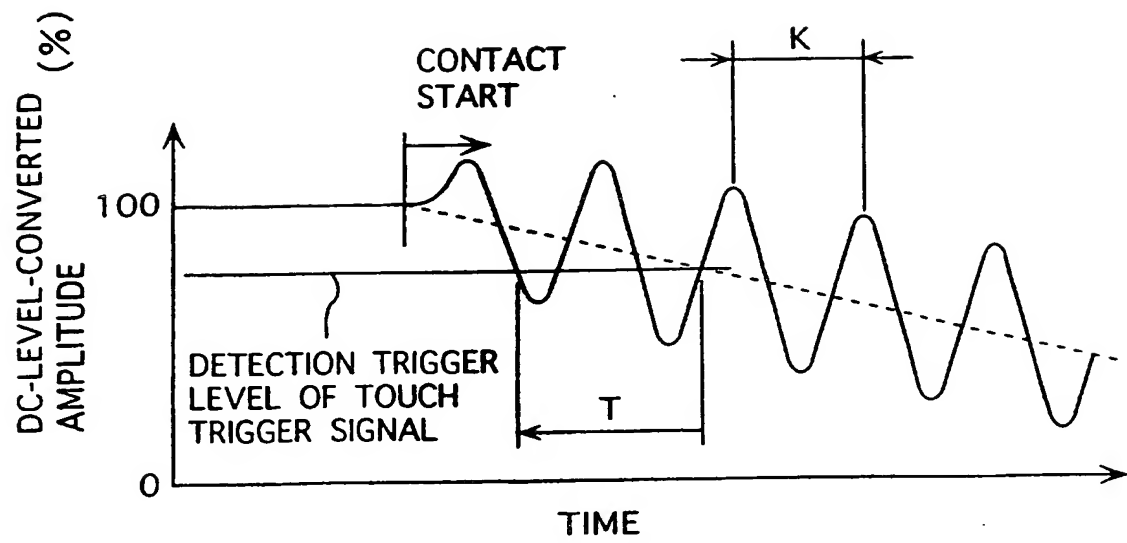 DC-LEVEL-CONVERTED
AMPLITUDE (%)
CONTACT
START
K
100
DETECTION TRIGGER
LEVEL OF TOUCH
TRIGGER SIGNAL
T
0
TIME